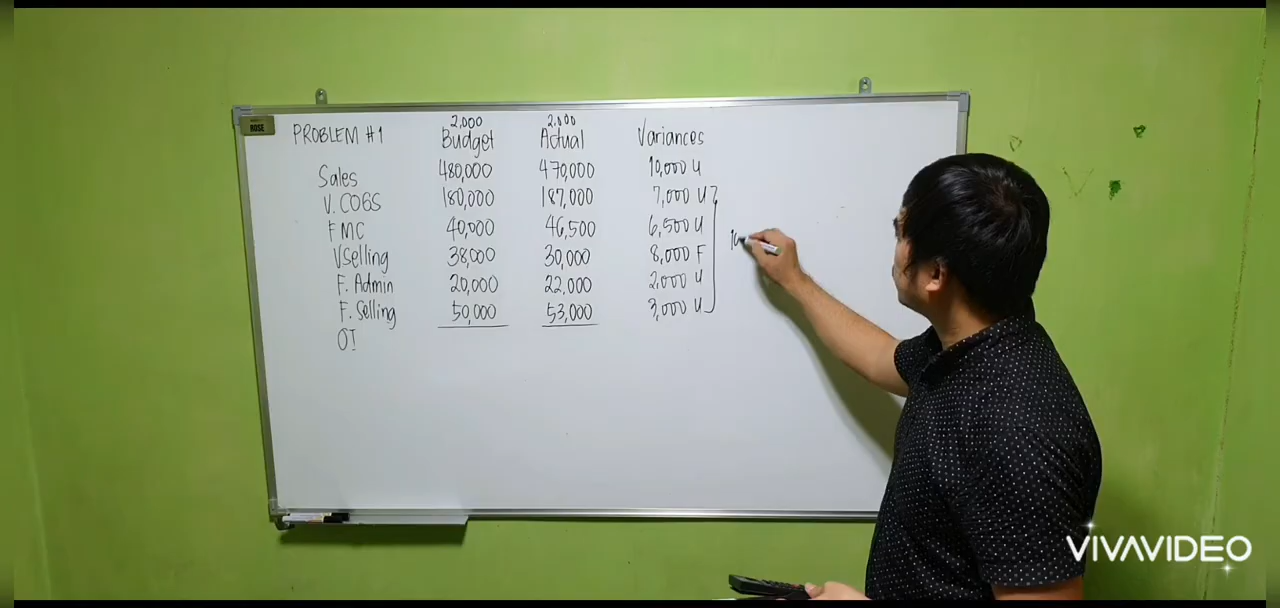 ROSE
2,000 2,000
PROBLEM #1 Budget Actual Variances
Sales 480,000 470,000 10,000 U
V. COGS 180,000 187,000 7,000 U
FMC 40,000 46,500 6,500 U
VSelling 38,000 30,000 8,000 F
F. Admin 20,000 22,000 2,000 U
F. Selling 50,000 53,000 3,000 U
OI
VIVAVIDEO